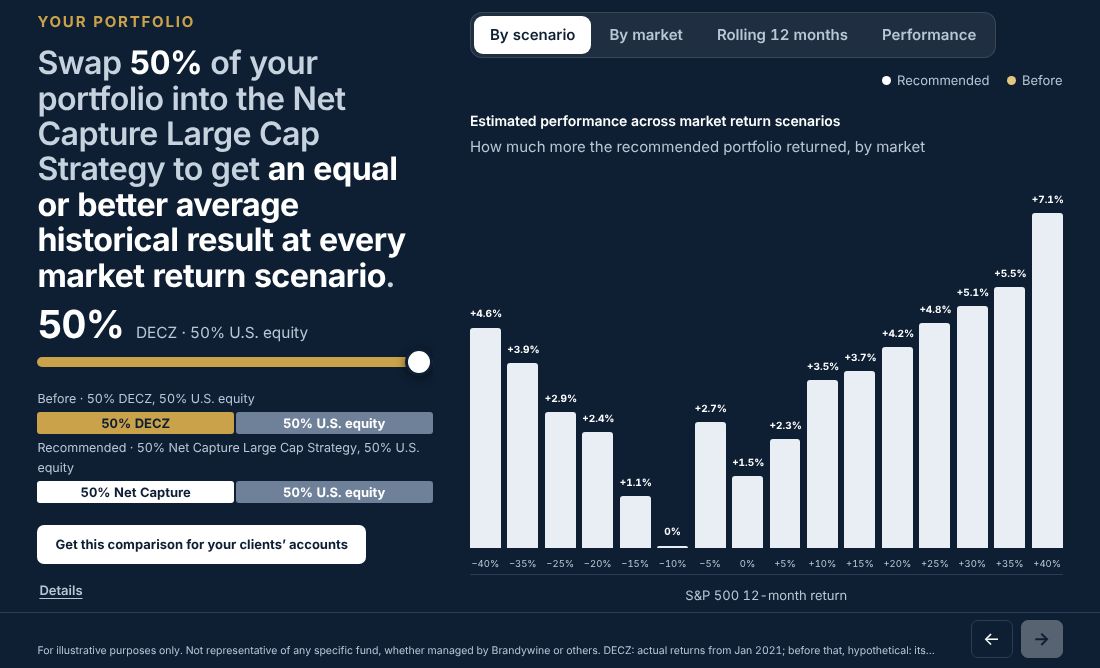 YOUR PORTFOLIO
Swap 50% of your
portfolio into the Net
Capture Large Cap
Strategy to get an equal
or better average
historical result at every
market return scenario.
50% DECZ · 50% U.S. equity
Before · 50% DECZ, 50% U.S. equity
50% DECZ 50% U.S. equity
Recommended · 50% Net Capture Large Cap Strategy, 50% U.S.
equity
50% Net Capture 50% U.S. equity
Get this comparison for your clients’ accounts
Details
By scenario By market Rolling 12 months Performance
Recommended Before
Estimated performance across market return scenarios
How much more the recommended portfolio returned, by market
+4.6% +3.9% +2.9% +2.4% +1.1% 0% +2.7% +1.5% +2.3% +3.5% +3.7% +4.2% +4.8% +5.1% +5.5% +7.1%
−40% −35% −25% −20% −15% −10% −5% 0% +5% +10% +15% +20% +25% +30% +35% +40%
S&P 500 12-month return
For illustrative purposes only. Not representative of any specific fund, whether managed by Brandywine or others. DECZ: actual returns from Jan 2021; before that, hypothetical: its…
← →